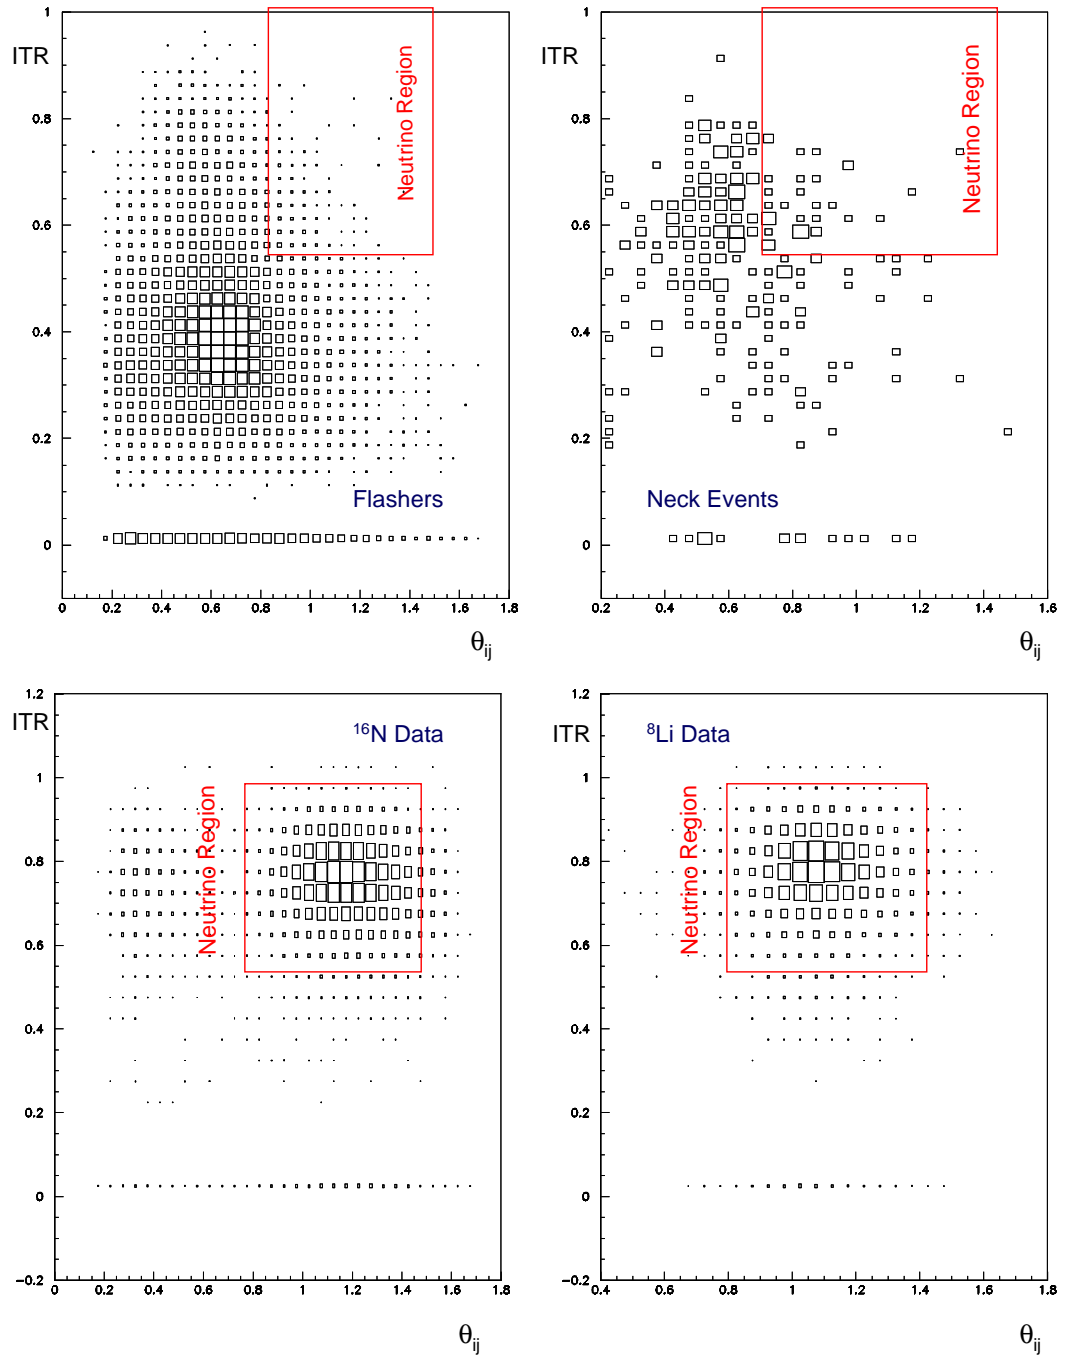 1
ITR
0.8
0.6
0.4
0.2
0
Neutrino Region
Flashers
0 0.2 0.4 0.6 0.8 1 1.2 1.4 1.6 1.8
θij
1
ITR
0.8
0.6
0.4
0.2
0
Neutrino Region
Neck Events
0.2 0.4 0.6 0.8 1 1.2 1.4 1.6
θij
1.2
ITR
1
0.8
0.6
0.4
0.2
0
−0.2
16N Data
Neutrino Region
0 0.2 0.4 0.6 0.8 1 1.2 1.4 1.6 1.8
θij
1.2
ITR
1
0.8
0.6
0.4
0.2
0
−0.2
8Li Data
Neutrino Region
0.4 0.6 0.8 1 1.2 1.4 1.6 1.8
θij